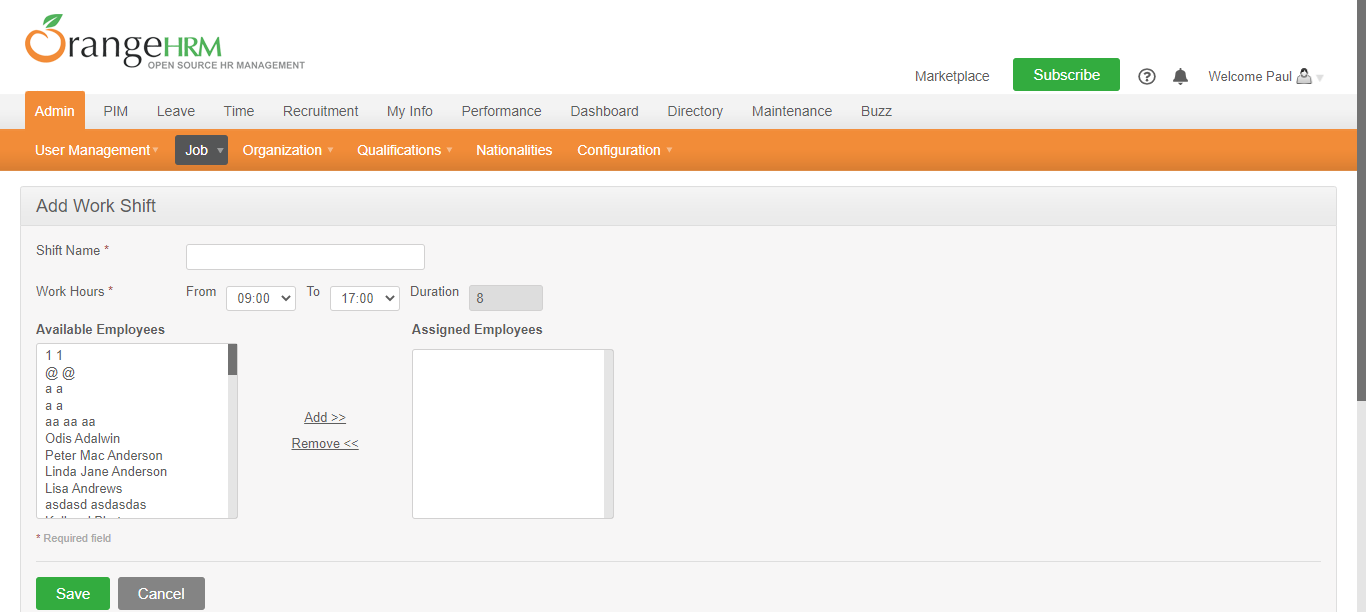 OrangeHRM
OPEN SOURCE HR MANAGEMENT
Marketplace Subscribe Welcome Paul
Admin PIM Leave Time Recruitment My Info Performance Dashboard Directory Maintenance Buzz
User Management Job Organization Qualifications Nationalities Configuration
Add Work Shift
Shift Name *
Work Hours * From 09:00 To 17:00 Duration 8
Available Employees Assigned Employees
1 1
@ @
a a
a a
aa aa aa
Odis Adalwin
Peter Mac Anderson
Linda Jane Anderson
Lisa Andrews
asdasd asdasdas
Add >>
Remove <<
* Required field
Save Cancel